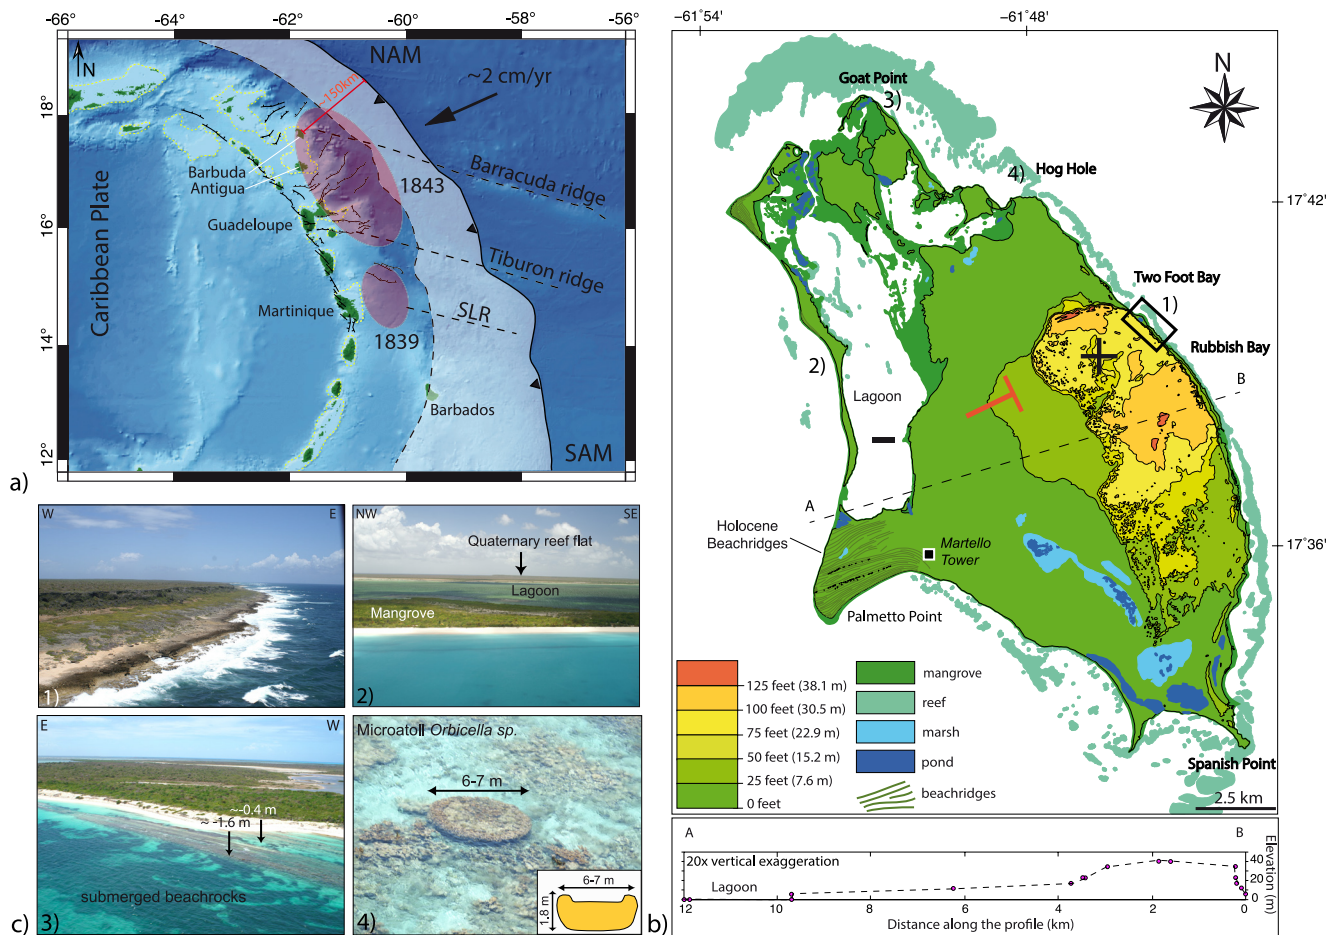 -66° -64° -62° -60° -58° -56°
18° 16° 14° 12°
N
NAM
~150km
~2 cm/yr
Barbuda
Antigua
1843
Barracuda ridge
Guadeloupe
Tiburon ridge
Caribbean Plate
Martinique
SLR
1839
Barbados
SAM
a)
W E
1)
NW SE
Quaternary reef flat
Lagoon
Mangrove
2)
E W
~-0.4 m
~ -1.6 m
submerged beachrocks
3)
Microatoll Orbicella sp.
6-7 m
6-7 m
1.8 m
4)
c)
-61°54' -61°48'
N
Goat Point
3)
4)
Hog Hole
17°42'
Two Foot Bay
1)
Rubbish Bay
2)
Lagoon
B
+
−
A
Holocene
Beachridges
Martello
Tower
17°36'
Palmetto Point
125 feet (38.1 m)
100 feet (30.5 m)
75 feet (22.9 m)
50 feet (15.2 m)
25 feet (7.6 m)
0 feet
mangrove
reef
marsh
pond
beachridges
Spanish Point
2.5 km
A B
20x vertical exaggeration
Lagoon
40
20
0
Elevation (m)
12 10 8 6 4 2 0
Distance along the profile (km)
b)